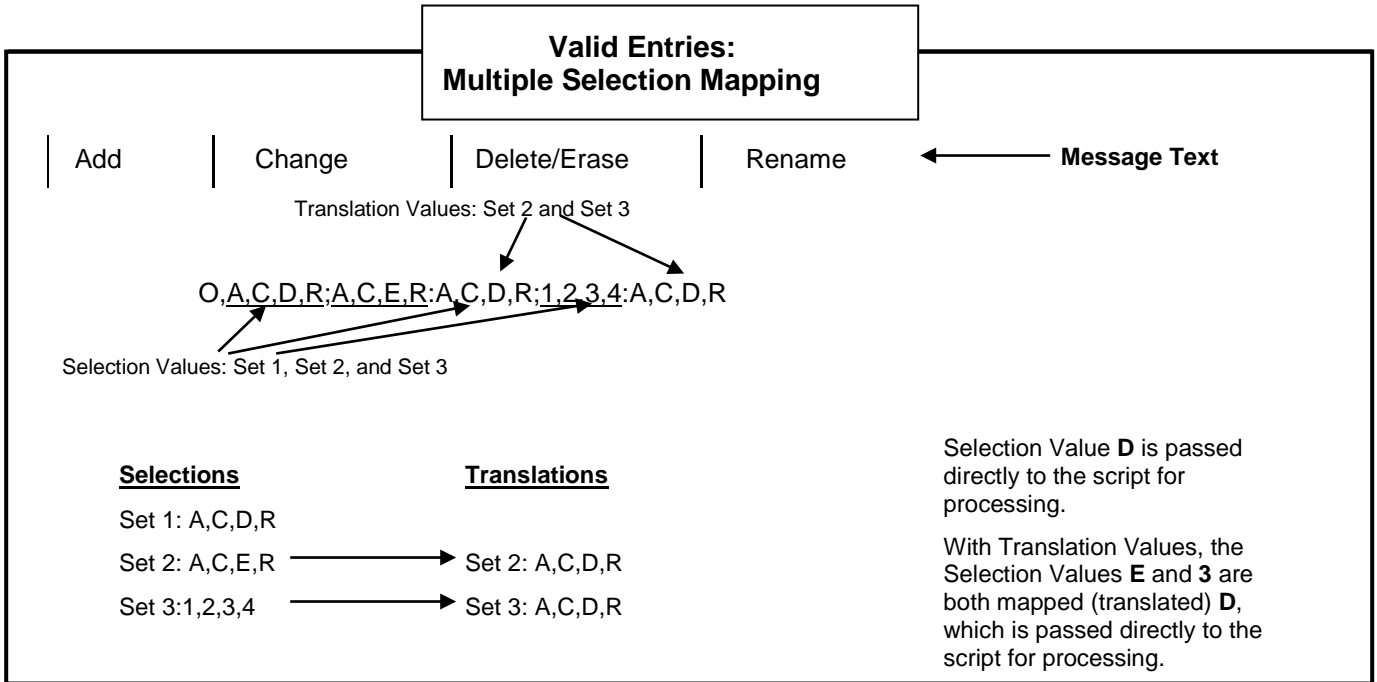 Valid Entries:
Multiple Selection Mapping
Add Change Delete/Erase Rename Message Text
Translation Values: Set 2 and Set 3
O,A,C,D,R;A,C,E,R:A,C,D,R;1,2,3,4:A,C,D,R
Selection Values: Set 1, Set 2, and Set 3
Selections Translations
Set 1: A,C,D,R
Set 2: A,C,E,R Set 2: A,C,D,R
Set 3:1,2,3,4 Set 3: A,C,D,R
Selection Value D is passed
directly to the script for
processing.
With Translation Values, the
Selection Values E and 3 are
both mapped (translated) D,
which is passed directly to the
script for processing.